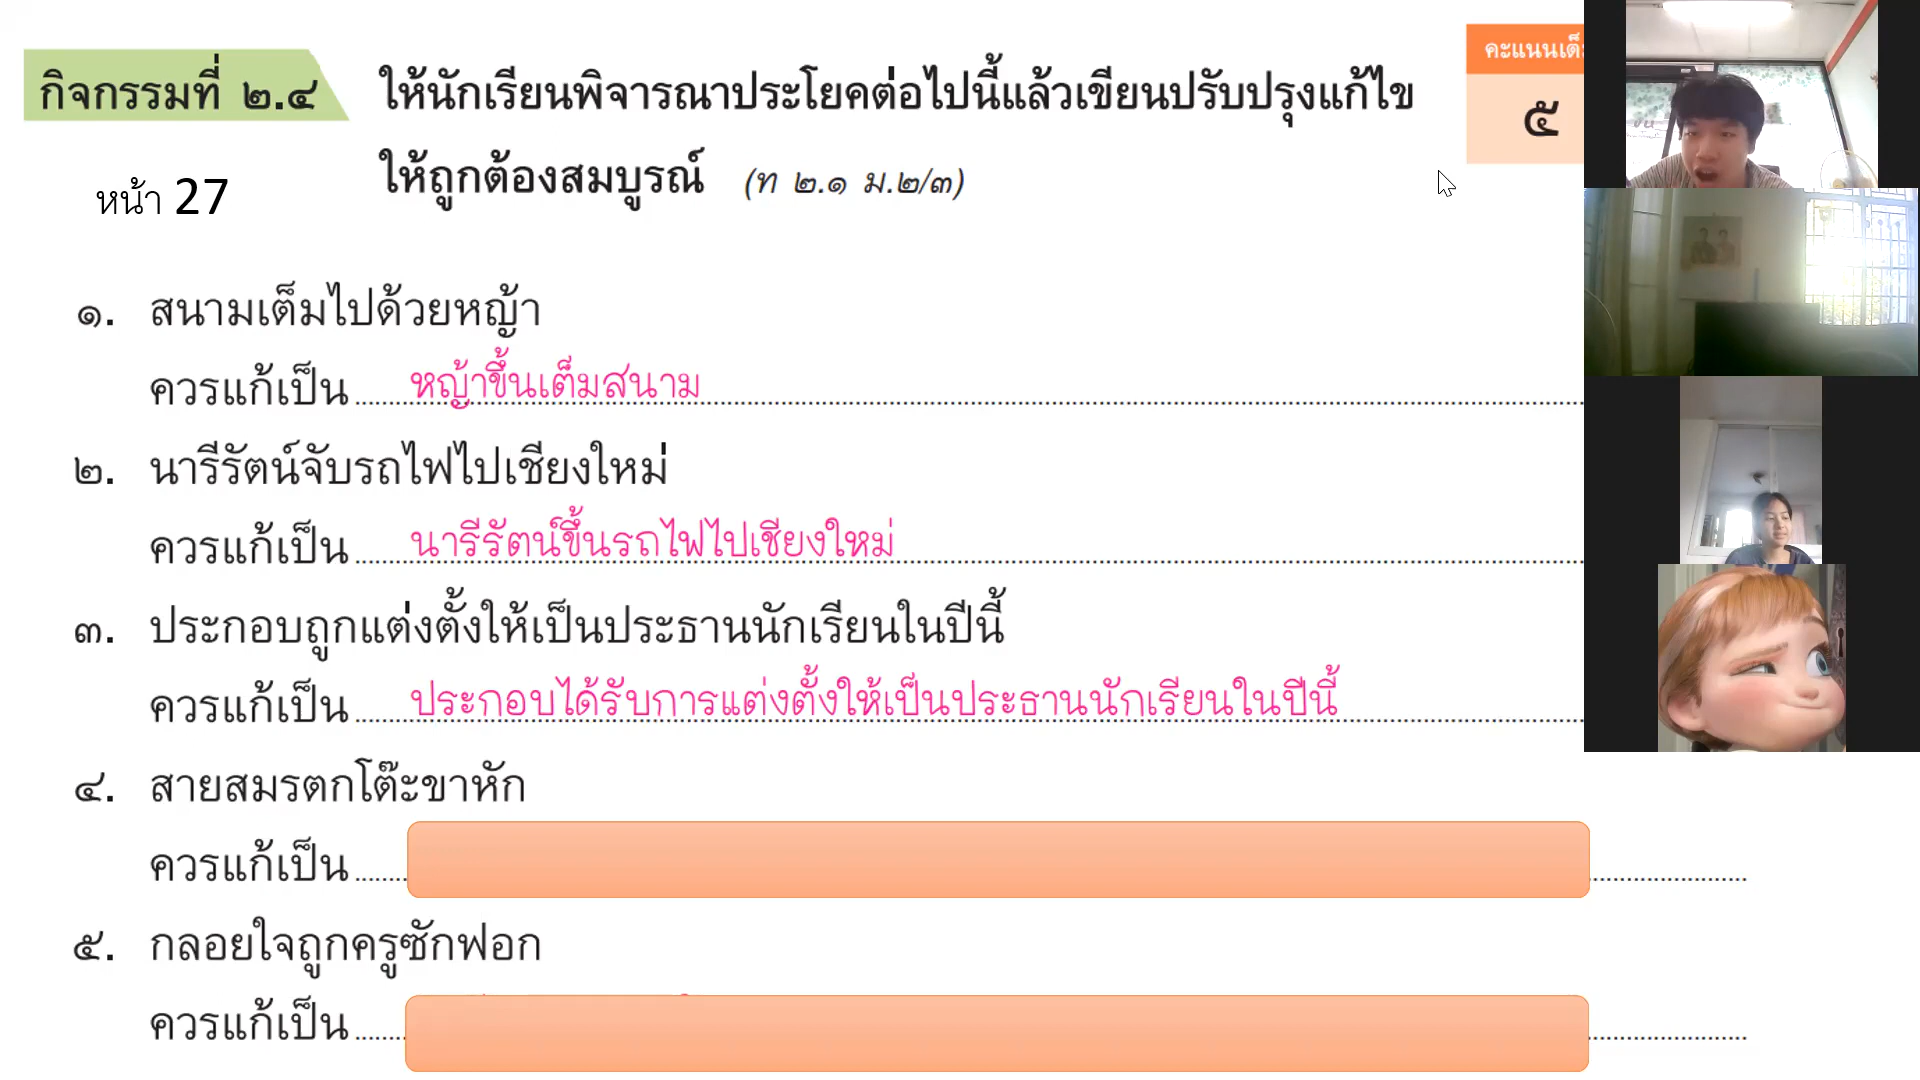 กิจกรรมที่ ๒.๔
ให้นักเรียนพิจารณาประโยคต่อไปนี้แล้วเขียนปรับปรุงแก้ไข
ให้ถูกต้องสมบูรณ์ (ท ๒.๑ ม.๒/๓)
หน้า 27
๕
๑. สนามเต็มไปด้วยหญ้า
ควรแก้เป็น หญ้าขึ้นเต็มสนาม
๒. นารีรัตน์จับรถไฟไปเชียงใหม่
ควรแก้เป็น นารีรัตน์ขึ้นรถไฟไปเชียงใหม่
๓. ประกอบถูกแต่งตั้งให้เป็นประธานนักเรียนในปีนี้
ควรแก้เป็น ประกอบได้รับการแต่งตั้งให้เป็นประธานนักเรียนในปีนี้
๔. สายสมรตกโต๊ะขาหัก
ควรแก้เป็น
๕. กลอยใจถูกครูซักฟอก
ควรแก้เป็น